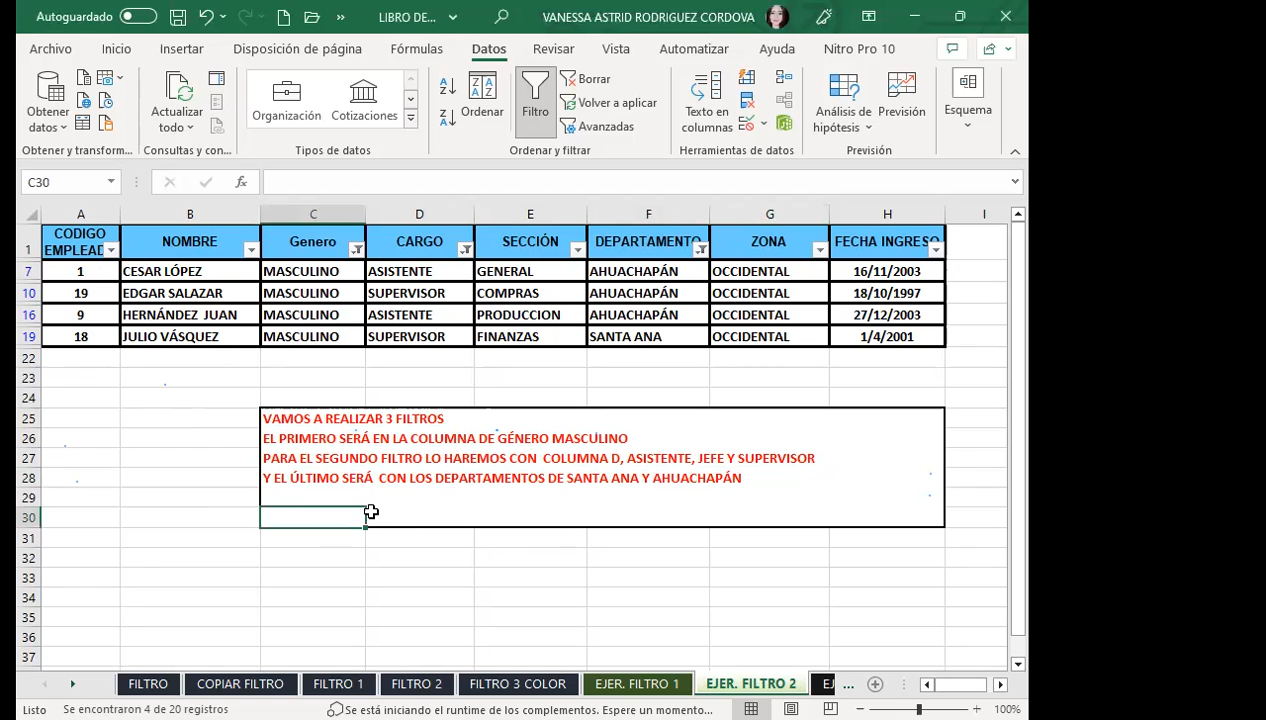 Autoguardado
LIBRO DE...
VANESSA ASTRID RODRIGUEZ CORDOVA
Archivo Inicio Insertar Disposición de página Fórmulas Datos Revisar Vista Automatizar Ayuda Nitro Pro 10
Obtener datos
Actualizar todo
Organización
Cotizaciones
Ordenar
Filtro
Borrar
Volver a aplicar
Avanzadas
Texto en columnas
Análisis de hipótesis
Previsión
Esquema
Obtener y transform... Consultas y con... Tipos de datos Ordenar y filtrar Herramientas de datos Previsión
C30
fx
A B C D E F G H I
1 CODIGO EMPLEAD NOMBRE Genero CARGO SECCIÓN DEPARTAMENTO ZONA FECHA INGRESO
7 1 CESAR LÓPEZ MASCULINO ASISTENTE GENERAL AHUACHAPÁN OCCIDENTAL 16/11/2003
10 19 EDGAR SALAZAR MASCULINO SUPERVISOR COMPRAS AHUACHAPÁN OCCIDENTAL 18/10/1997
16 9 HERNÁNDEZ JUAN MASCULINO ASISTENTE PRODUCCION AHUACHAPÁN OCCIDENTAL 27/12/2003
19 18 JULIO VÁSQUEZ MASCULINO SUPERVISOR FINANZAS SANTA ANA OCCIDENTAL 1/4/2001
22
23
24
25 VAMOS A REALIZAR 3 FILTROS
26 EL PRIMERO SERÁ EN LA COLUMNA DE GÉNERO MASCULINO
27 PARA EL SEGUNDO FILTRO LO HAREMOS CON COLUMNA D, ASISTENTE, JEFE Y SUPERVISOR
28 Y EL ÚLTIMO SERÁ CON LOS DEPARTAMENTOS DE SANTA ANA Y AHUACHAPÁN
29
30
31
32
33
34
35
36
37
FILTRO COPIAR FILTRO FILTRO 1 FILTRO 2 FILTRO 3 COLOR EJER. FILTRO 1 EJER. FILTRO 2 EJ ...
Listo Se encontraron 4 de 20 registros Se está iniciando el runtime de los complementos. Espere un momento... 100%